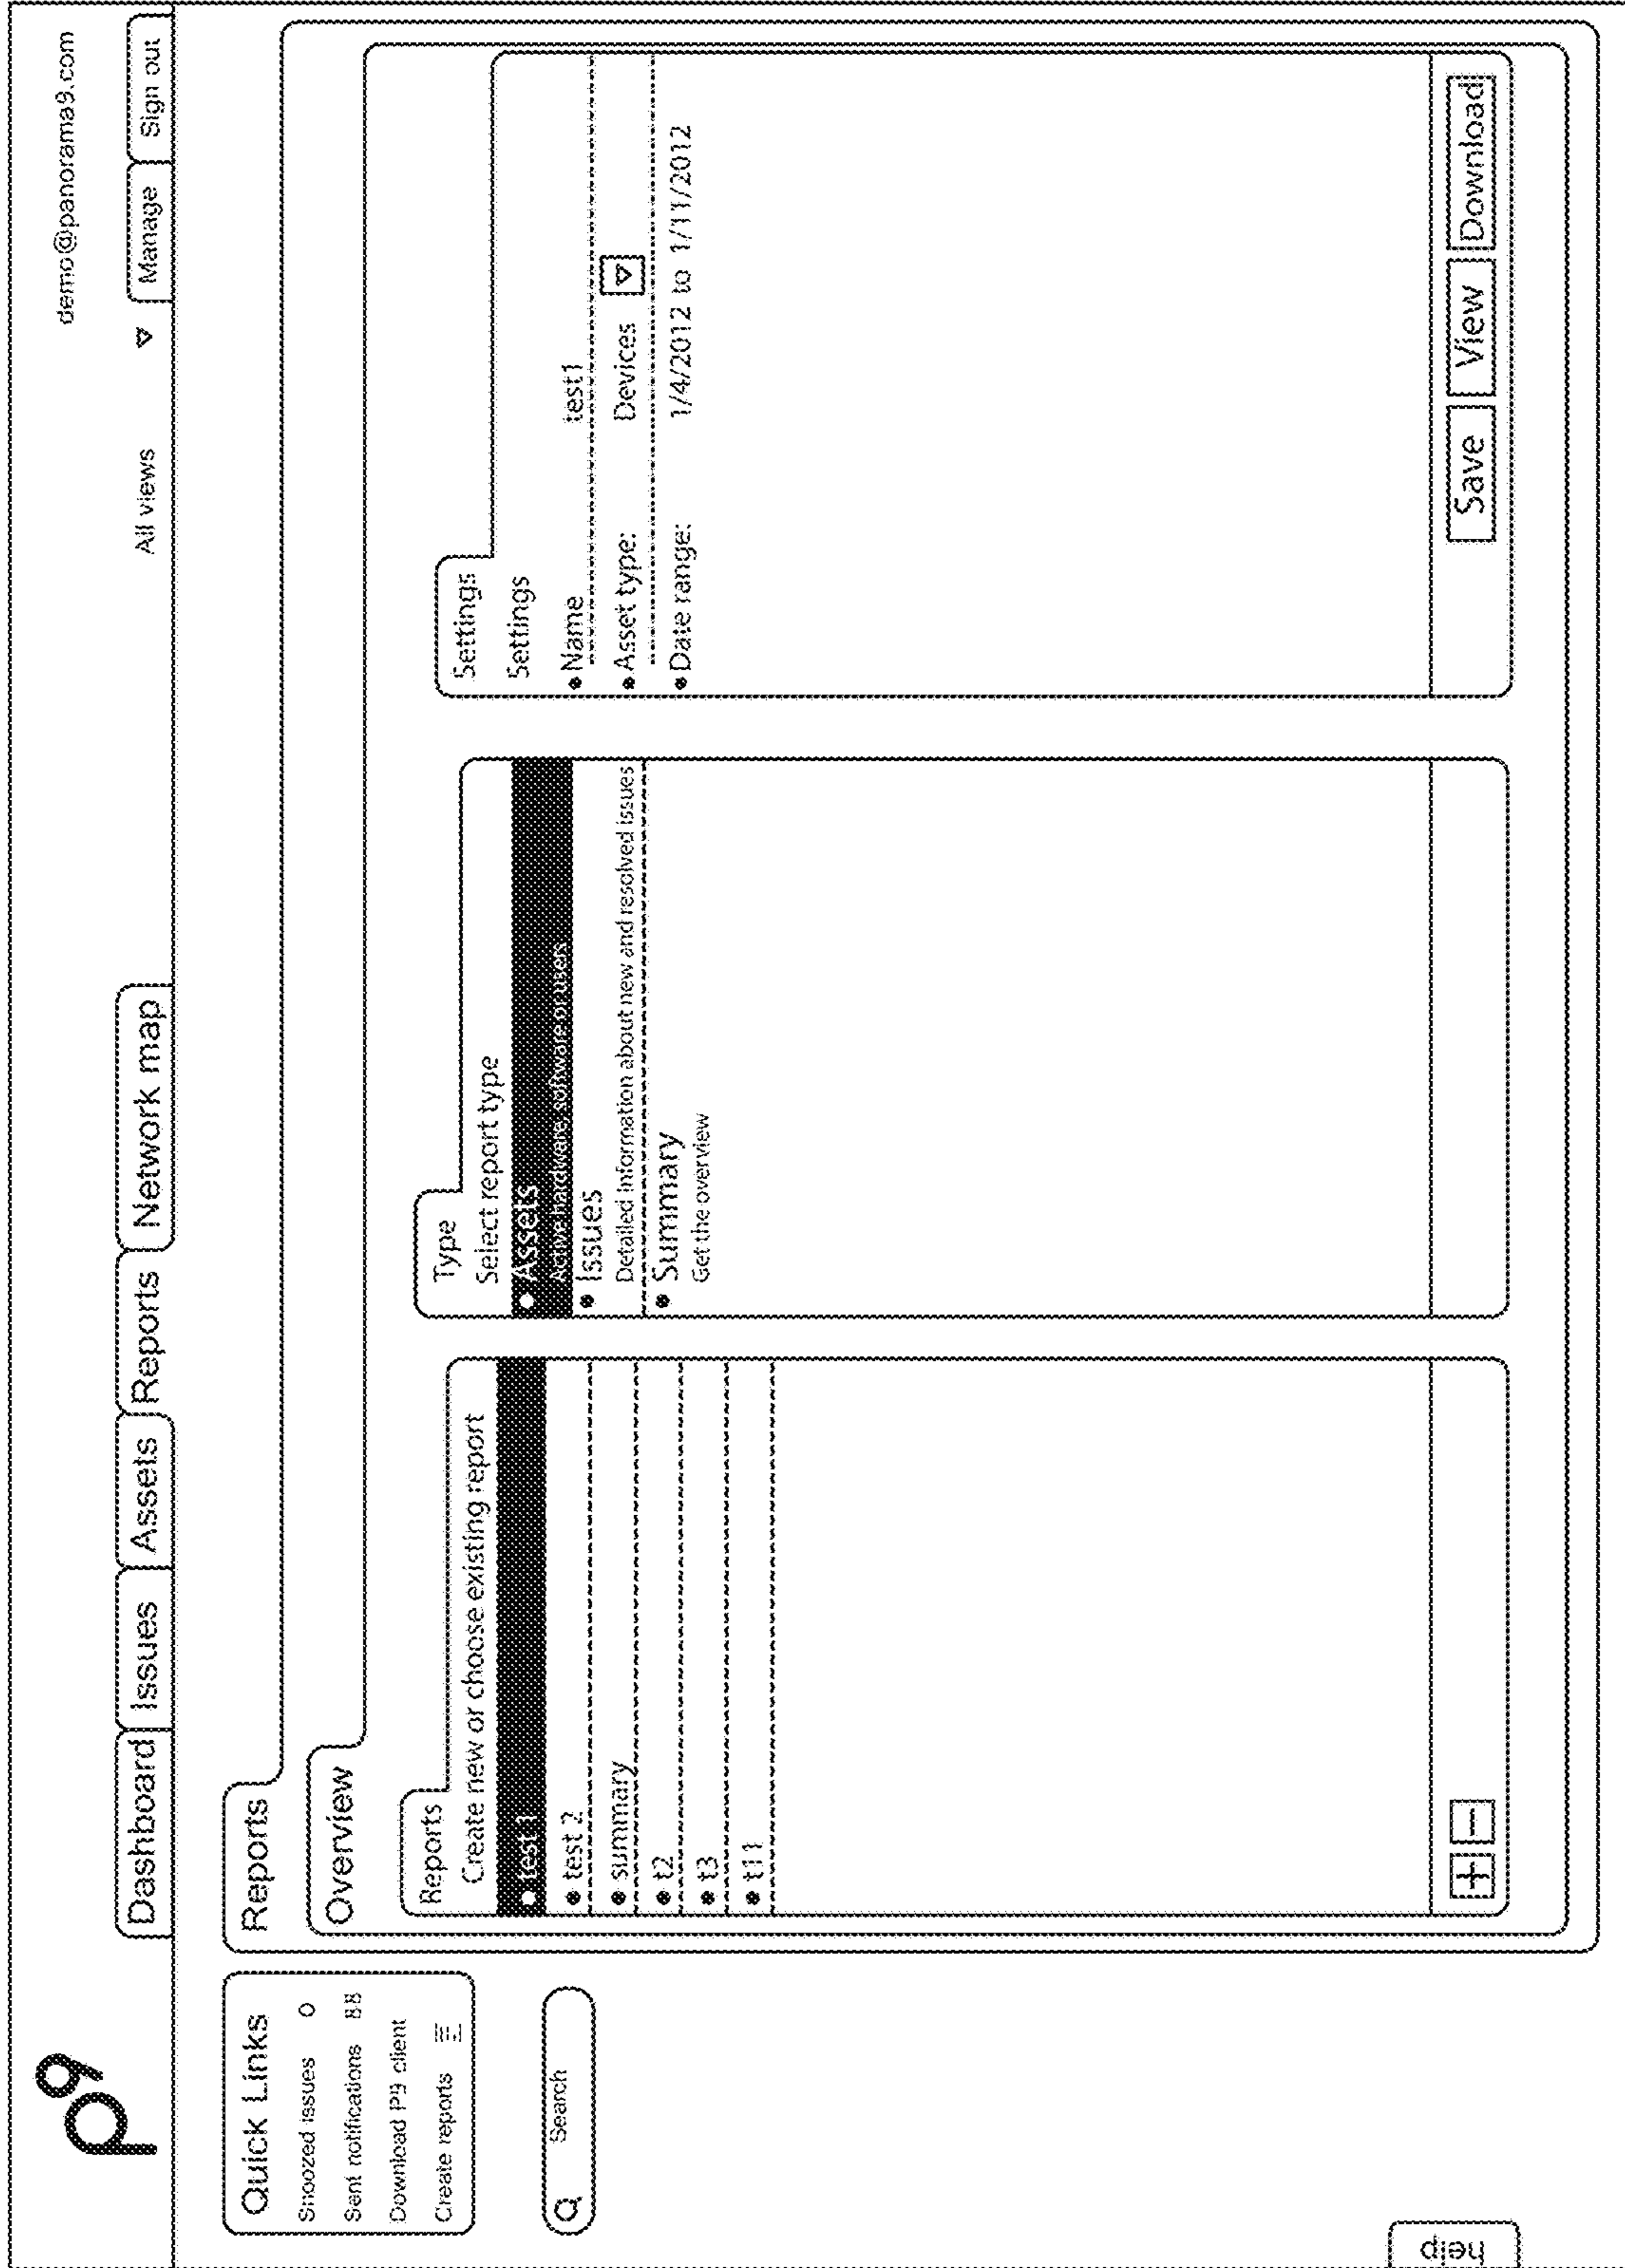 demo@panorama9.com
p9
Dashboard Issues Assets Reports Network map All views Manage Sign out
Quick Links
Snoozed issues 0
Sent notifications 88
Download P9 client
Create reports
Search
help
Reports
Overview
Reports
Create new or choose existing report
• test 1
• test 2
• summary
• t2
• t3
• t11
+ −
Type
Select report type
• Assets
Active hardware, software or users
• Issues
Detailed information about new and resolved issues
• Summary
Get the overview
Settings
Settings
• Name test1
• Asset type: Devices
• Date range: 1/4/2012 to 1/11/2012
Save View Download